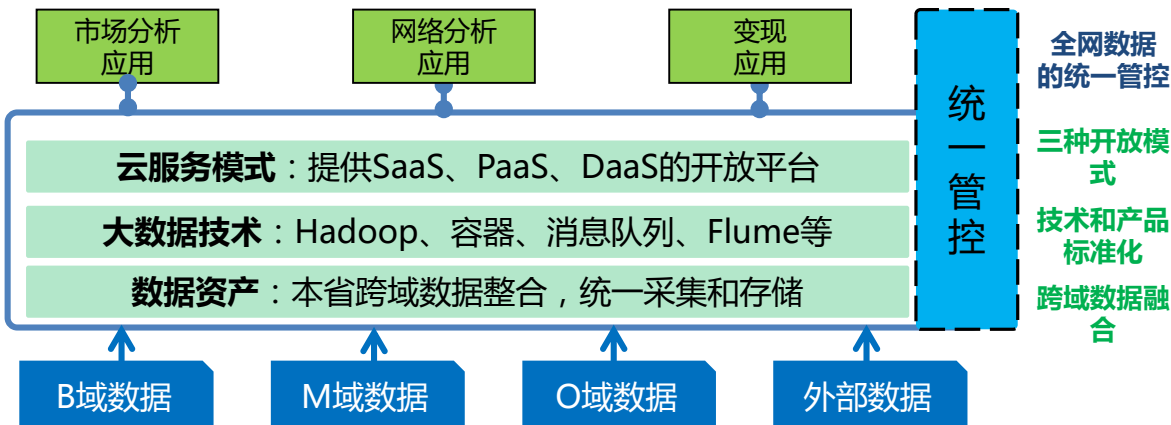 市场分析
应用
网络分析
应用
变现
应用
统
一
管
控
全网数据
的统一管控
云服务模式：提供SaaS、PaaS、DaaS的开放平台
三种开放模
式
大数据技术：Hadoop、容器、消息队列、Flume等
技术和产品
标准化
数据资产：本省跨域数据整合，统一采集和存储
跨域数据融
合
B域数据
M域数据
O域数据
外部数据